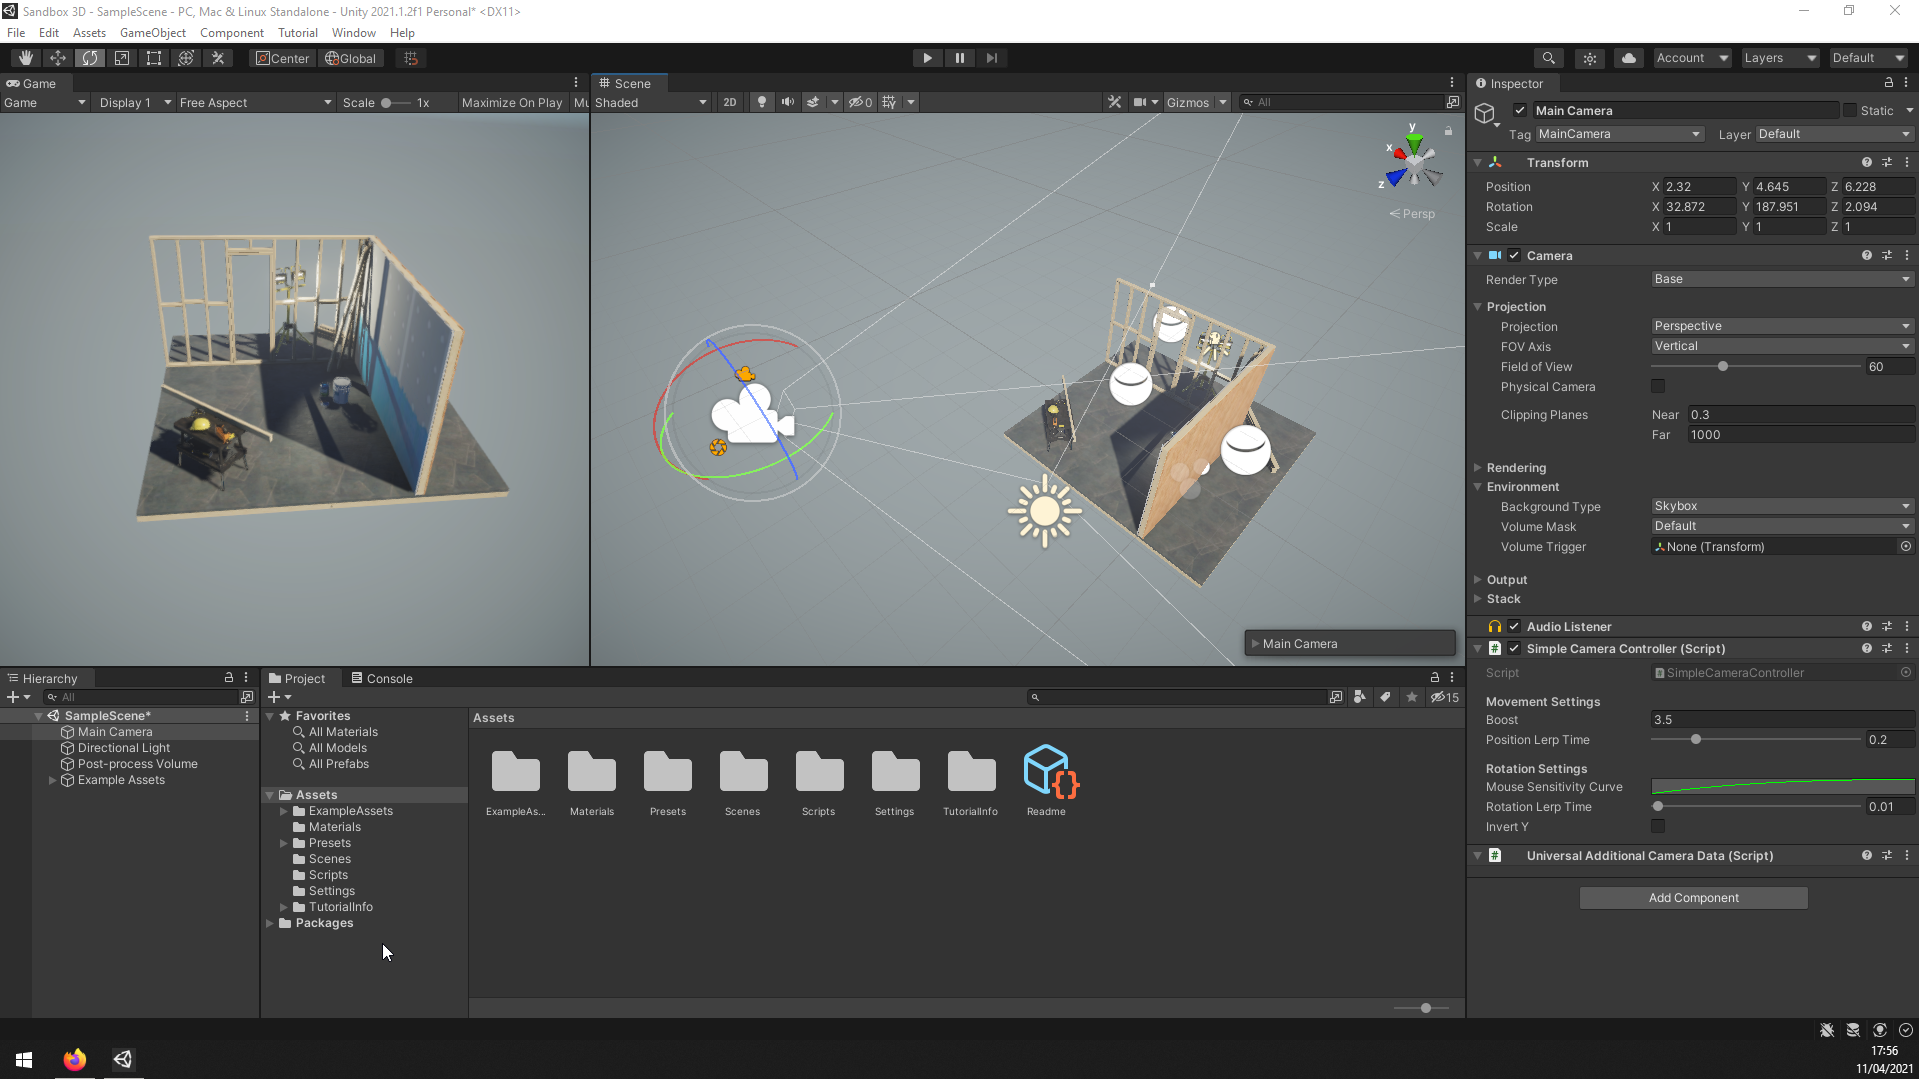 Sandbox 3D - SampleScene - PC, Mac & Linux Standalone - Unity 2021.1.2f1 Personal* <DX11>
File Edit Assets GameObject Component Tutorial Window Help
Center Global Account Layers Default
Game
Game Display 1 Free Aspect Scale 1x Maximize On Play Mu
Scene
Shaded 2D 0 Gizmos All
y
x
z
Persp
Main Camera
Inspector
Main Camera Static
Tag MainCamera Layer Default
Transform
Position X 2.32 Y 4.645 Z 6.228
Rotation X 32.872 Y 187.951 Z 2.094
Scale X 1 Y 1 Z 1
Camera
Render Type Base
Projection
Projection Perspective
FOV Axis Vertical
Field of View 60
Physical Camera
Clipping Planes Near 0.3
Far 1000
Rendering
Environment
Background Type Skybox
Volume Mask Default
Volume Trigger None (Transform)
Output
Stack
Audio Listener
# Simple Camera Controller (Script)
Script SimpleCameraController
Movement Settings
Boost 3.5
Position Lerp Time 0.2
Rotation Settings
Mouse Sensitivity Curve
Rotation Lerp Time 0.01
Invert Y
# Universal Additional Camera Data (Script)
Add Component
Hierarchy
All
SampleScene*
Main Camera
Directional Light
Post-process Volume
Example Assets
Project Console
15
Favorites
All Materials
All Models
All Prefabs
Assets
ExampleAssets
Materials
Presets
Scenes
Scripts
Settings
TutorialInfo
Packages
Assets
ExampleAs... Materials Presets Scenes Scripts Settings TutorialInfo Readme
17:56
11/04/2021